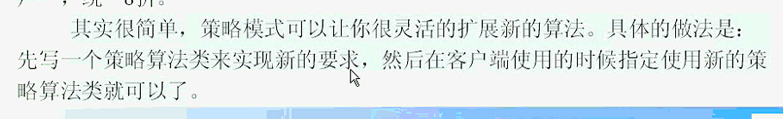 其实很简单，策略模式可以让你很灵活的扩展新的算法。具体的做法是：
先写一个策略算法类来实现新的要求，然后在客户端使用的时候指定使用新的策
略算法类就可以了。